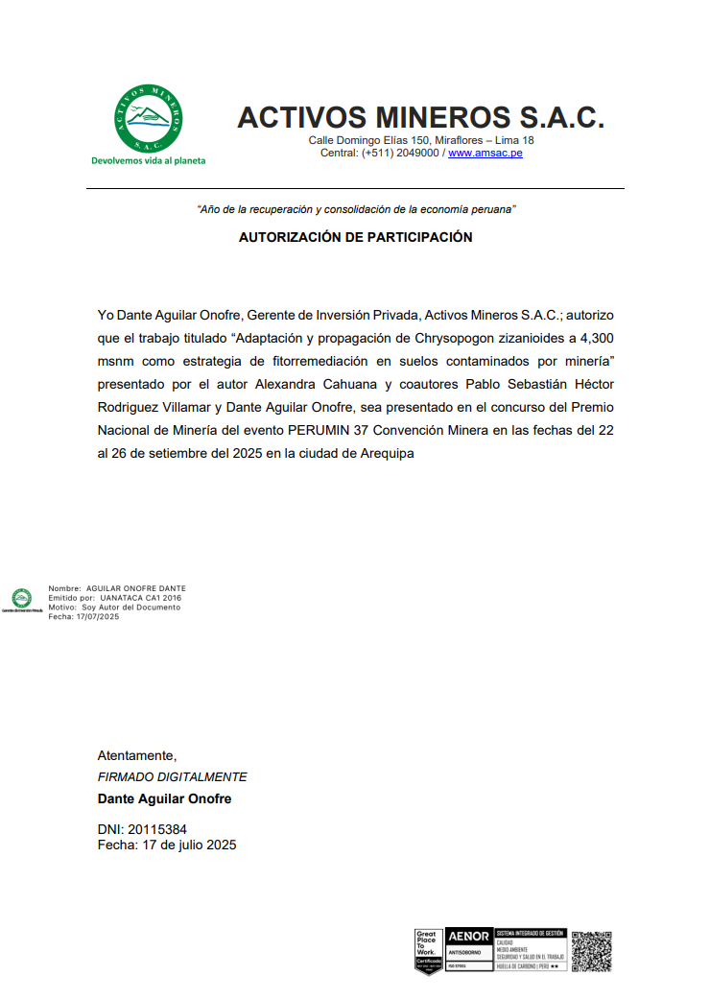 ACTIVOS MINEROS
S.A.C.
Devolvemos vida al planeta
ACTIVOS MINEROS S.A.C.
Calle Domingo Elías 150, Miraflores – Lima 18
Central: (+511) 2049000 / www.amsac.pe
“Año de la recuperación y consolidación de la economía peruana”
AUTORIZACIÓN DE PARTICIPACIÓN
Yo Dante Aguilar Onofre, Gerente de Inversión Privada, Activos Mineros S.A.C.; autorizo
que el trabajo titulado “Adaptación y propagación de Chrysopogon zizanioides a 4,300
msnm como estrategia de fitorremediación en suelos contaminados por minería”
presentado por el autor Alexandra Cahuana y coautores Pablo Sebastián Héctor
Rodriguez Villamar y Dante Aguilar Onofre, sea presentado en el concurso del Premio
Nacional de Minería del evento PERUMIN 37 Convención Minera en las fechas del 22
al 26 de setiembre del 2025 en la ciudad de Arequipa
Nombre: AGUILAR ONOFRE DANTE
Emitido por: UANATACA CA1 2016
Motivo: Soy Autor del Documento
Fecha: 17/07/2025
Gerente de Inversión Privada
Atentamente,
FIRMADO DIGITALMENTE
Dante Aguilar Onofre
DNI: 20115384
Fecha: 17 de julio 2025
Great
Place
To
Work.
Certificada
AENOR
ANTISOBORNO
ISO 37001
SISTEMA INTEGRADO DE GESTIÓN
CALIDAD
MEDIO AMBIENTE
SEGURIDAD Y SALUD EN EL TRABAJO
HUELLA DE CARBONO | PERÚ ★★